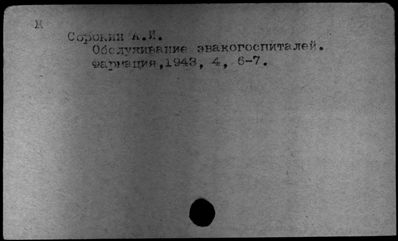 М
Сорокин А.И.
Обслуживание эвакогоспиталей.
Фармация,1943, 4, 6-7.